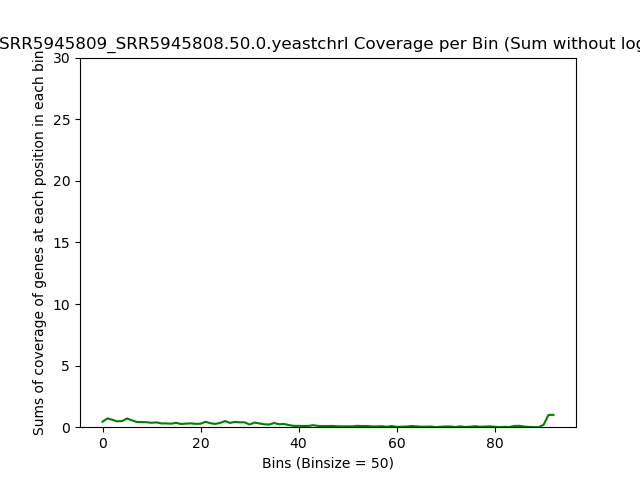 SRR5945809_SRR5945808.50.0.yeastchrI Coverage per Bin (Sum without log
Sums of coverage of genes at each position in each bin
30
25
20
15
10
5
0
0 20 40 60 80
Bins (Binsize = 50)